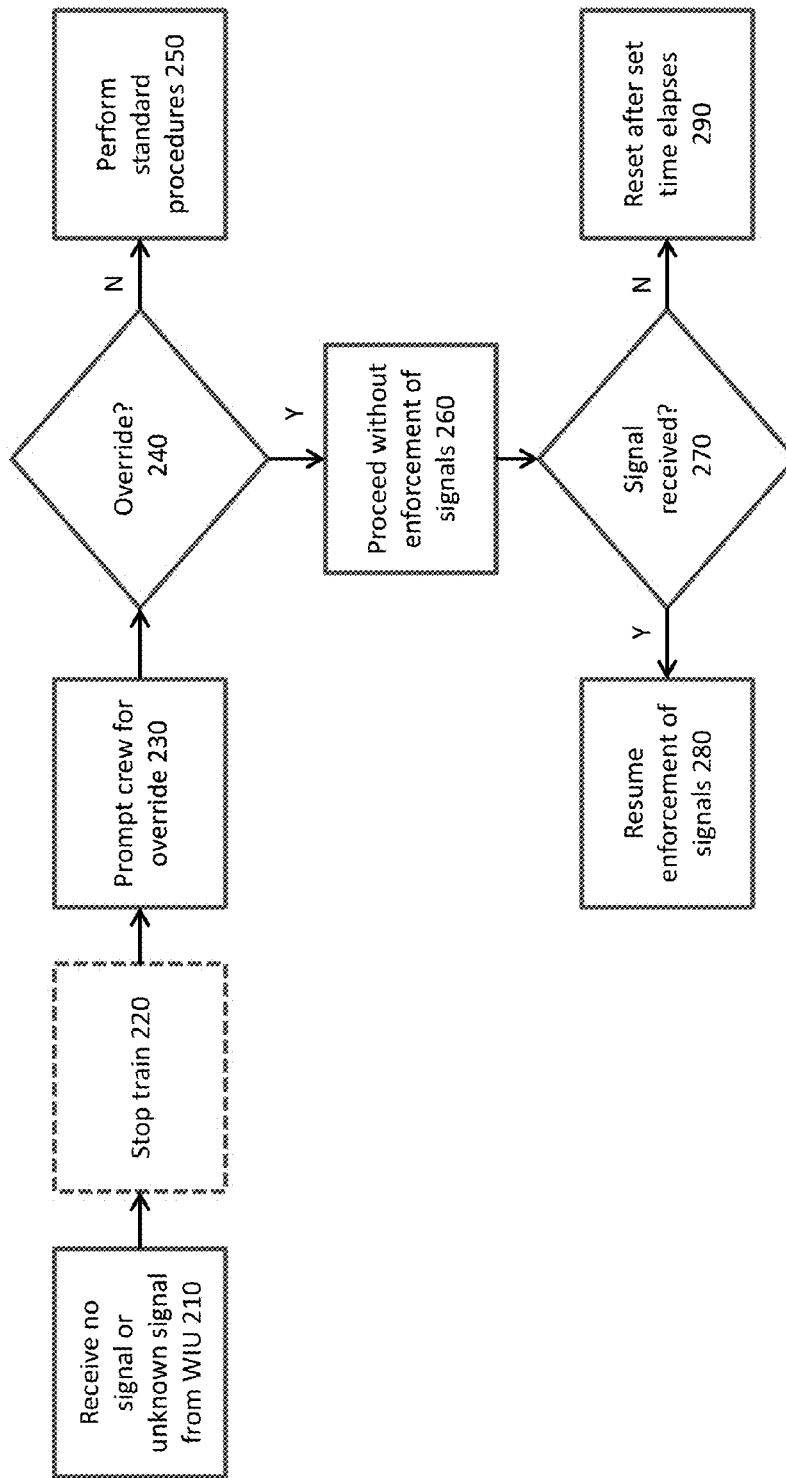 Receive no
signal or
unknown signal
from WIU 210
Stop train 220
Prompt crew for
override 230
Override?
240
N
Perform
standard
procedures 250
Y
Proceed without
enforcement of
signals 260
Signal
received?
270
Y
Resume
enforcement of
signals 280
N
Reset after set
time elapses
290